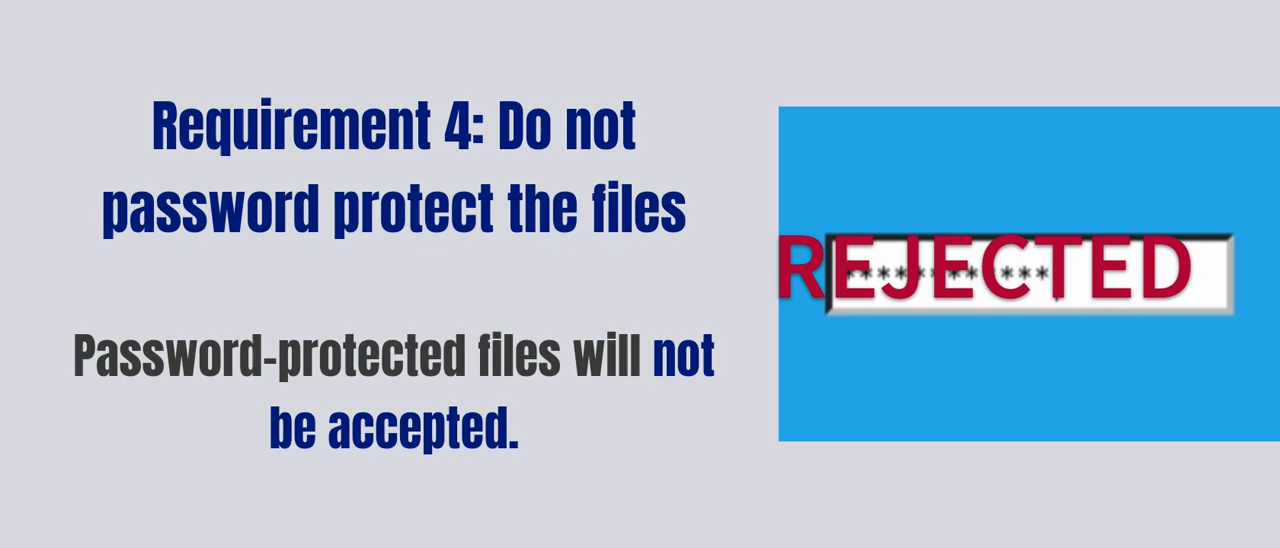 Requirement 4: Do not
password protect the files
Password-protected files will not
be accepted.
REJECTED